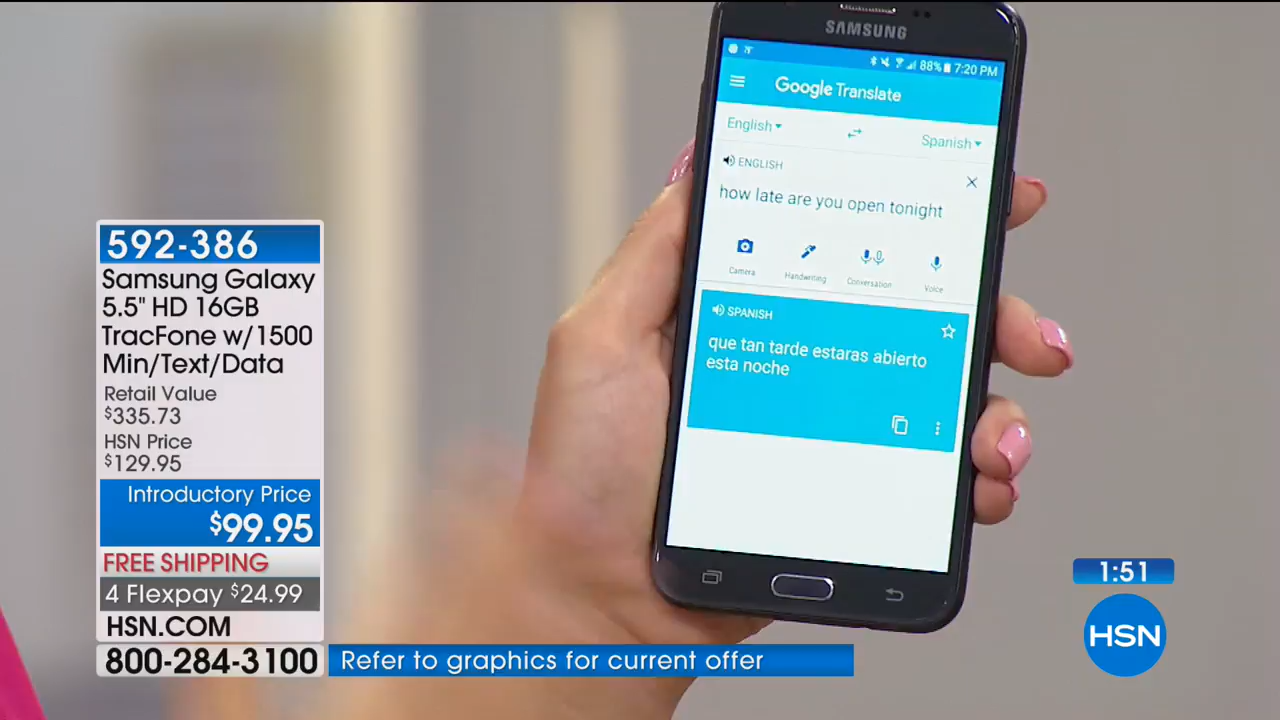 SAMSUNG
88% 7:20 PM
Google Translate
English
Spanish
ENGLISH
how late are you open tonight
Camera
Handwriting
Conversation
Voice
SPANISH
que tan tarde estaras abierto
esta noche
592-386
Samsung Galaxy
5.5" HD 16GB
TracFone w/1500
Min/Text/Data
Retail Value
$335.73
HSN Price
$129.95
Introductory Price
$99.95
FREE SHIPPING
4 Flexpay $24.99
HSN.COM
800-284-3100
Refer to graphics for current offer
1:51
HSN